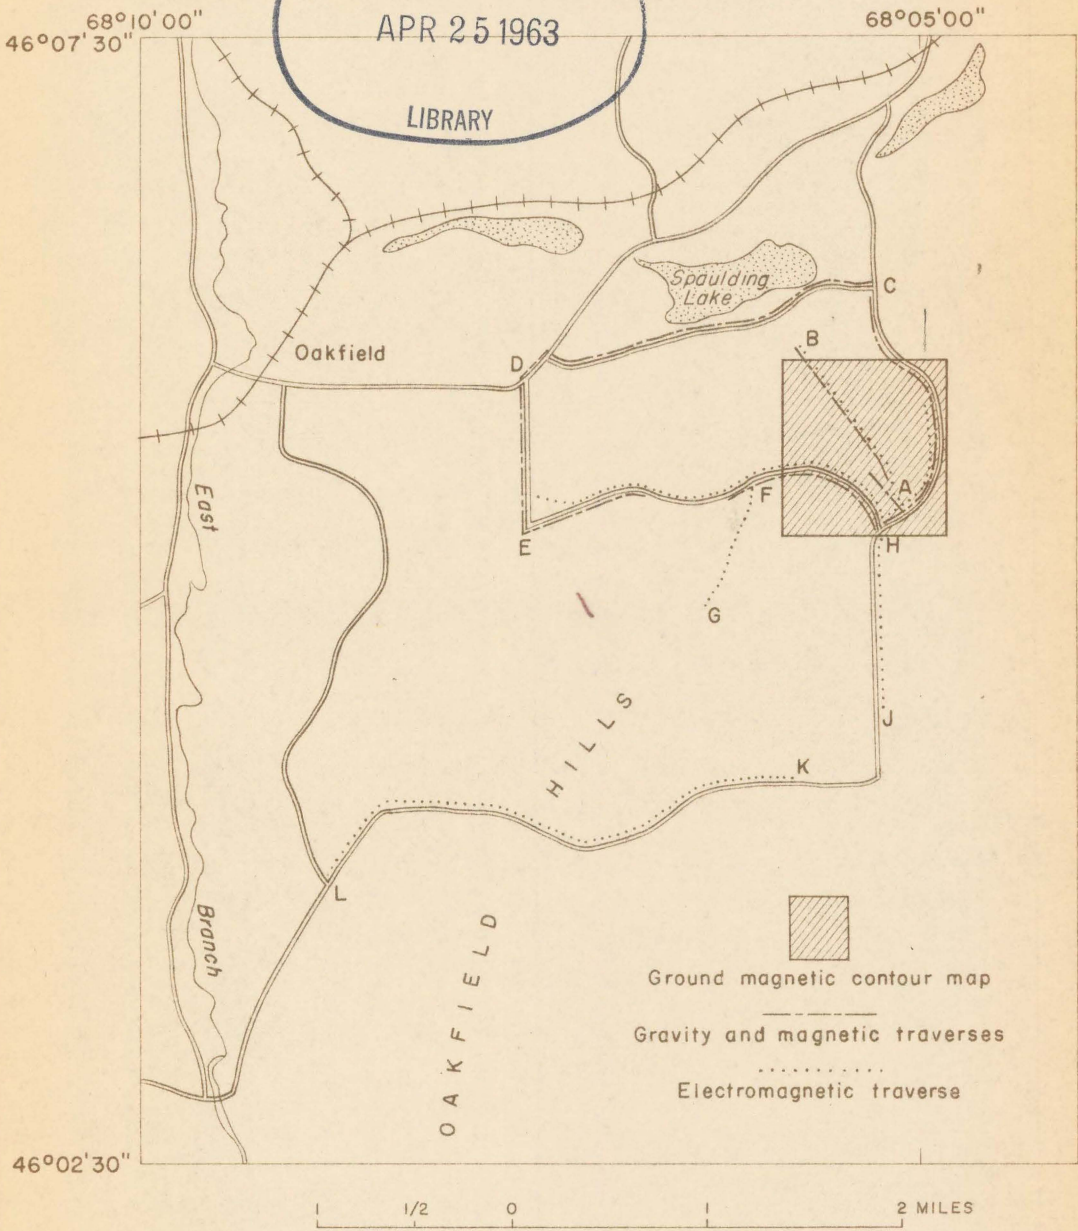 68°10'00"
68°05'00"
46°07'30"
APR 25 1963
LIBRARY
Spaulding
Lake
C
B
Oakfield
D
A
F
East
E
H
G
J
HILLS
K
L
Branch
OAKFIELD
Ground magnetic contour map
Gravity and magnetic traverses
Electromagnetic traverse
46°02'30"
1 1/2 0 1 2 MILES